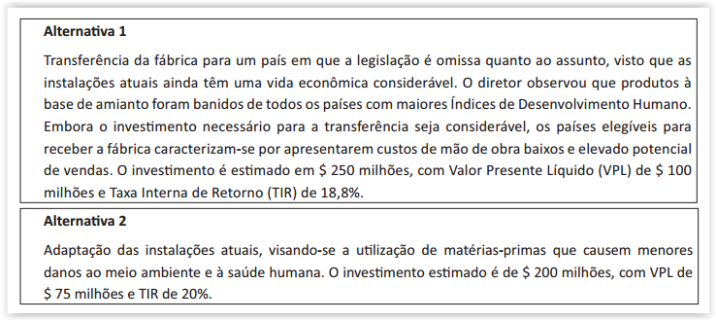 Alternativa 1
Transferência da fábrica para um país em que a legislação é omissa quanto ao assunto, visto que as
instalações atuais ainda têm uma vida econômica considerável. O diretor observou que produtos à
base de amianto foram banidos de todos os países com maiores Índices de Desenvolvimento Humano.
Embora o investimento necessário para a transferência seja considerável, os países elegíveis para
receber a fábrica caracterizam-se por apresentarem custos de mão de obra baixos e elevado potencial
de vendas. O investimento é estimado em $ 250 milhões, com Valor Presente Líquido (VPL) de $ 100
milhões e Taxa Interna de Retorno (TIR) de 18,8%.
Alternativa 2
Adaptação das instalações atuais, visando-se a utilização de matérias-primas que causem menores
danos ao meio ambiente e à saúde humana. O investimento estimado é de $ 200 milhões, com VPL de
$ 75 milhões e TIR de 20%.